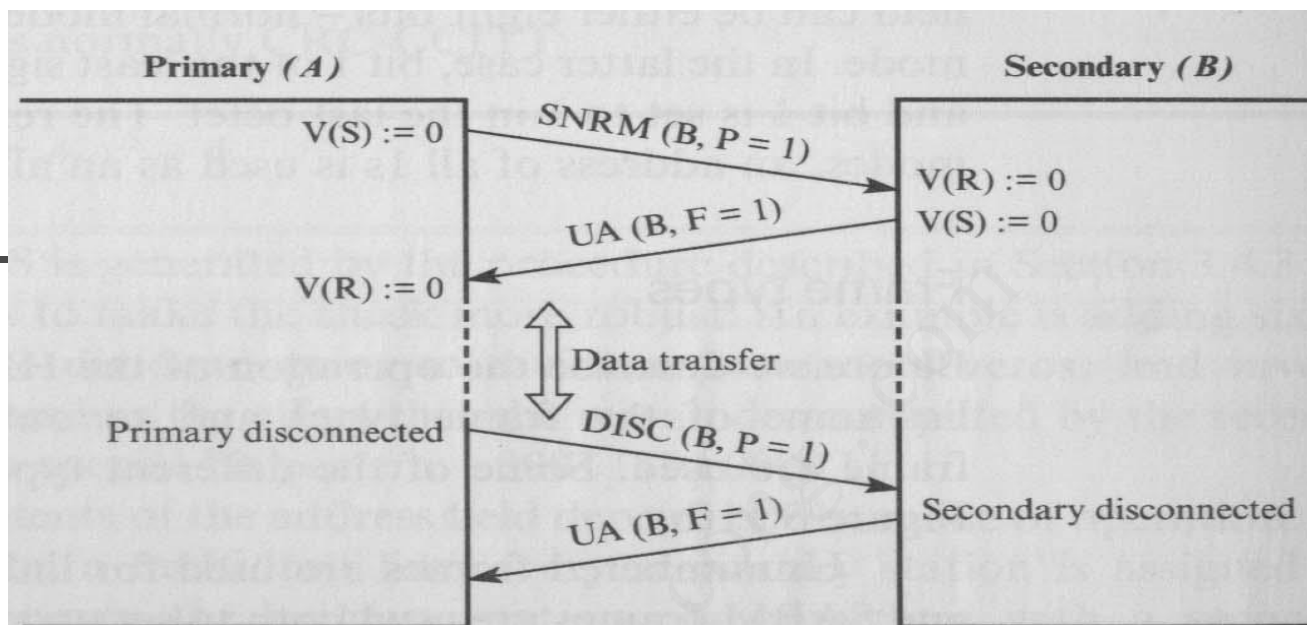 Primary (A)
Secondary (B)
V(S) := 0
SNRM (B, P = 1)
V(R) := 0
UA (B, F = 1)
V(S) := 0
V(R) := 0
Data transfer
Primary disconnected
DISC (B, P = 1)
UA (B, F = 1)
Secondary disconnected